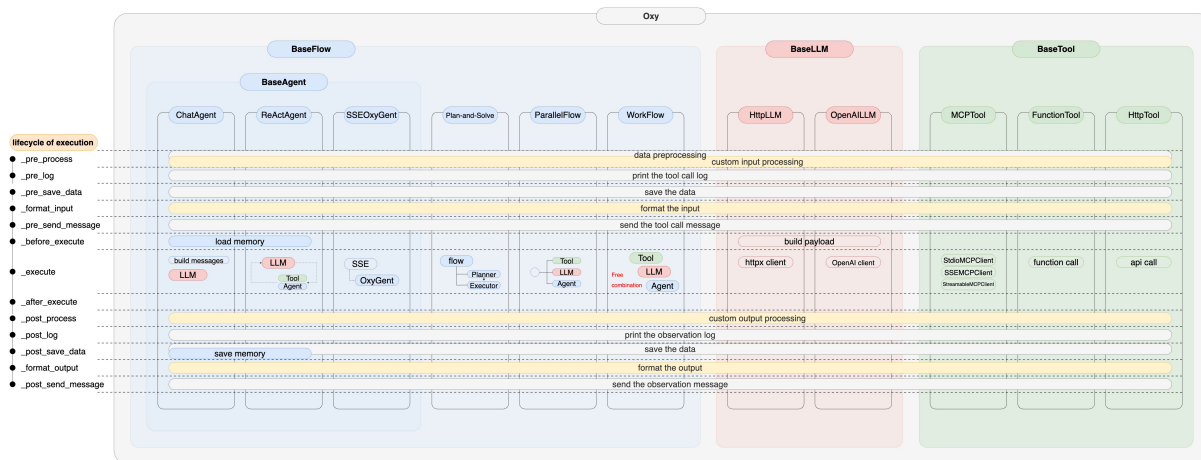 Oxy
BaseFlow
BaseLLM
BaseTool
BaseAgent
ChatAgent
ReActAgent
SSEOxyGent
Plan-and-Solve
ParallelFlow
WorkFlow
HttpLLM
OpenAILLM
MCPTool
FunctionTool
HttpTool
lifecycle of execution
_pre_process
data preprocessing
custom input processing
_pre_log
print the tool call log
_pre_save_data
save the data
_format_input
format the input
_pre_send_message
send the tool call message
_before_execute
load memory
build payload
_execute
build messages
LLM
LLM
Tool
Agent
SSE
OxyGent
flow
Planner
Executor
Tool
LLM
Agent
Tool
LLM
Agent
Free
combination
httpx client
OpenAI client
StdioMCPClient
SSEMCPClient
StreamableMCPClient
function call
api call
_after_execute
_post_process
custom output processing
_post_log
print the observation log
_post_save_data
save the data
save memory
_format_output
format the output
_post_send_message
send the observation message